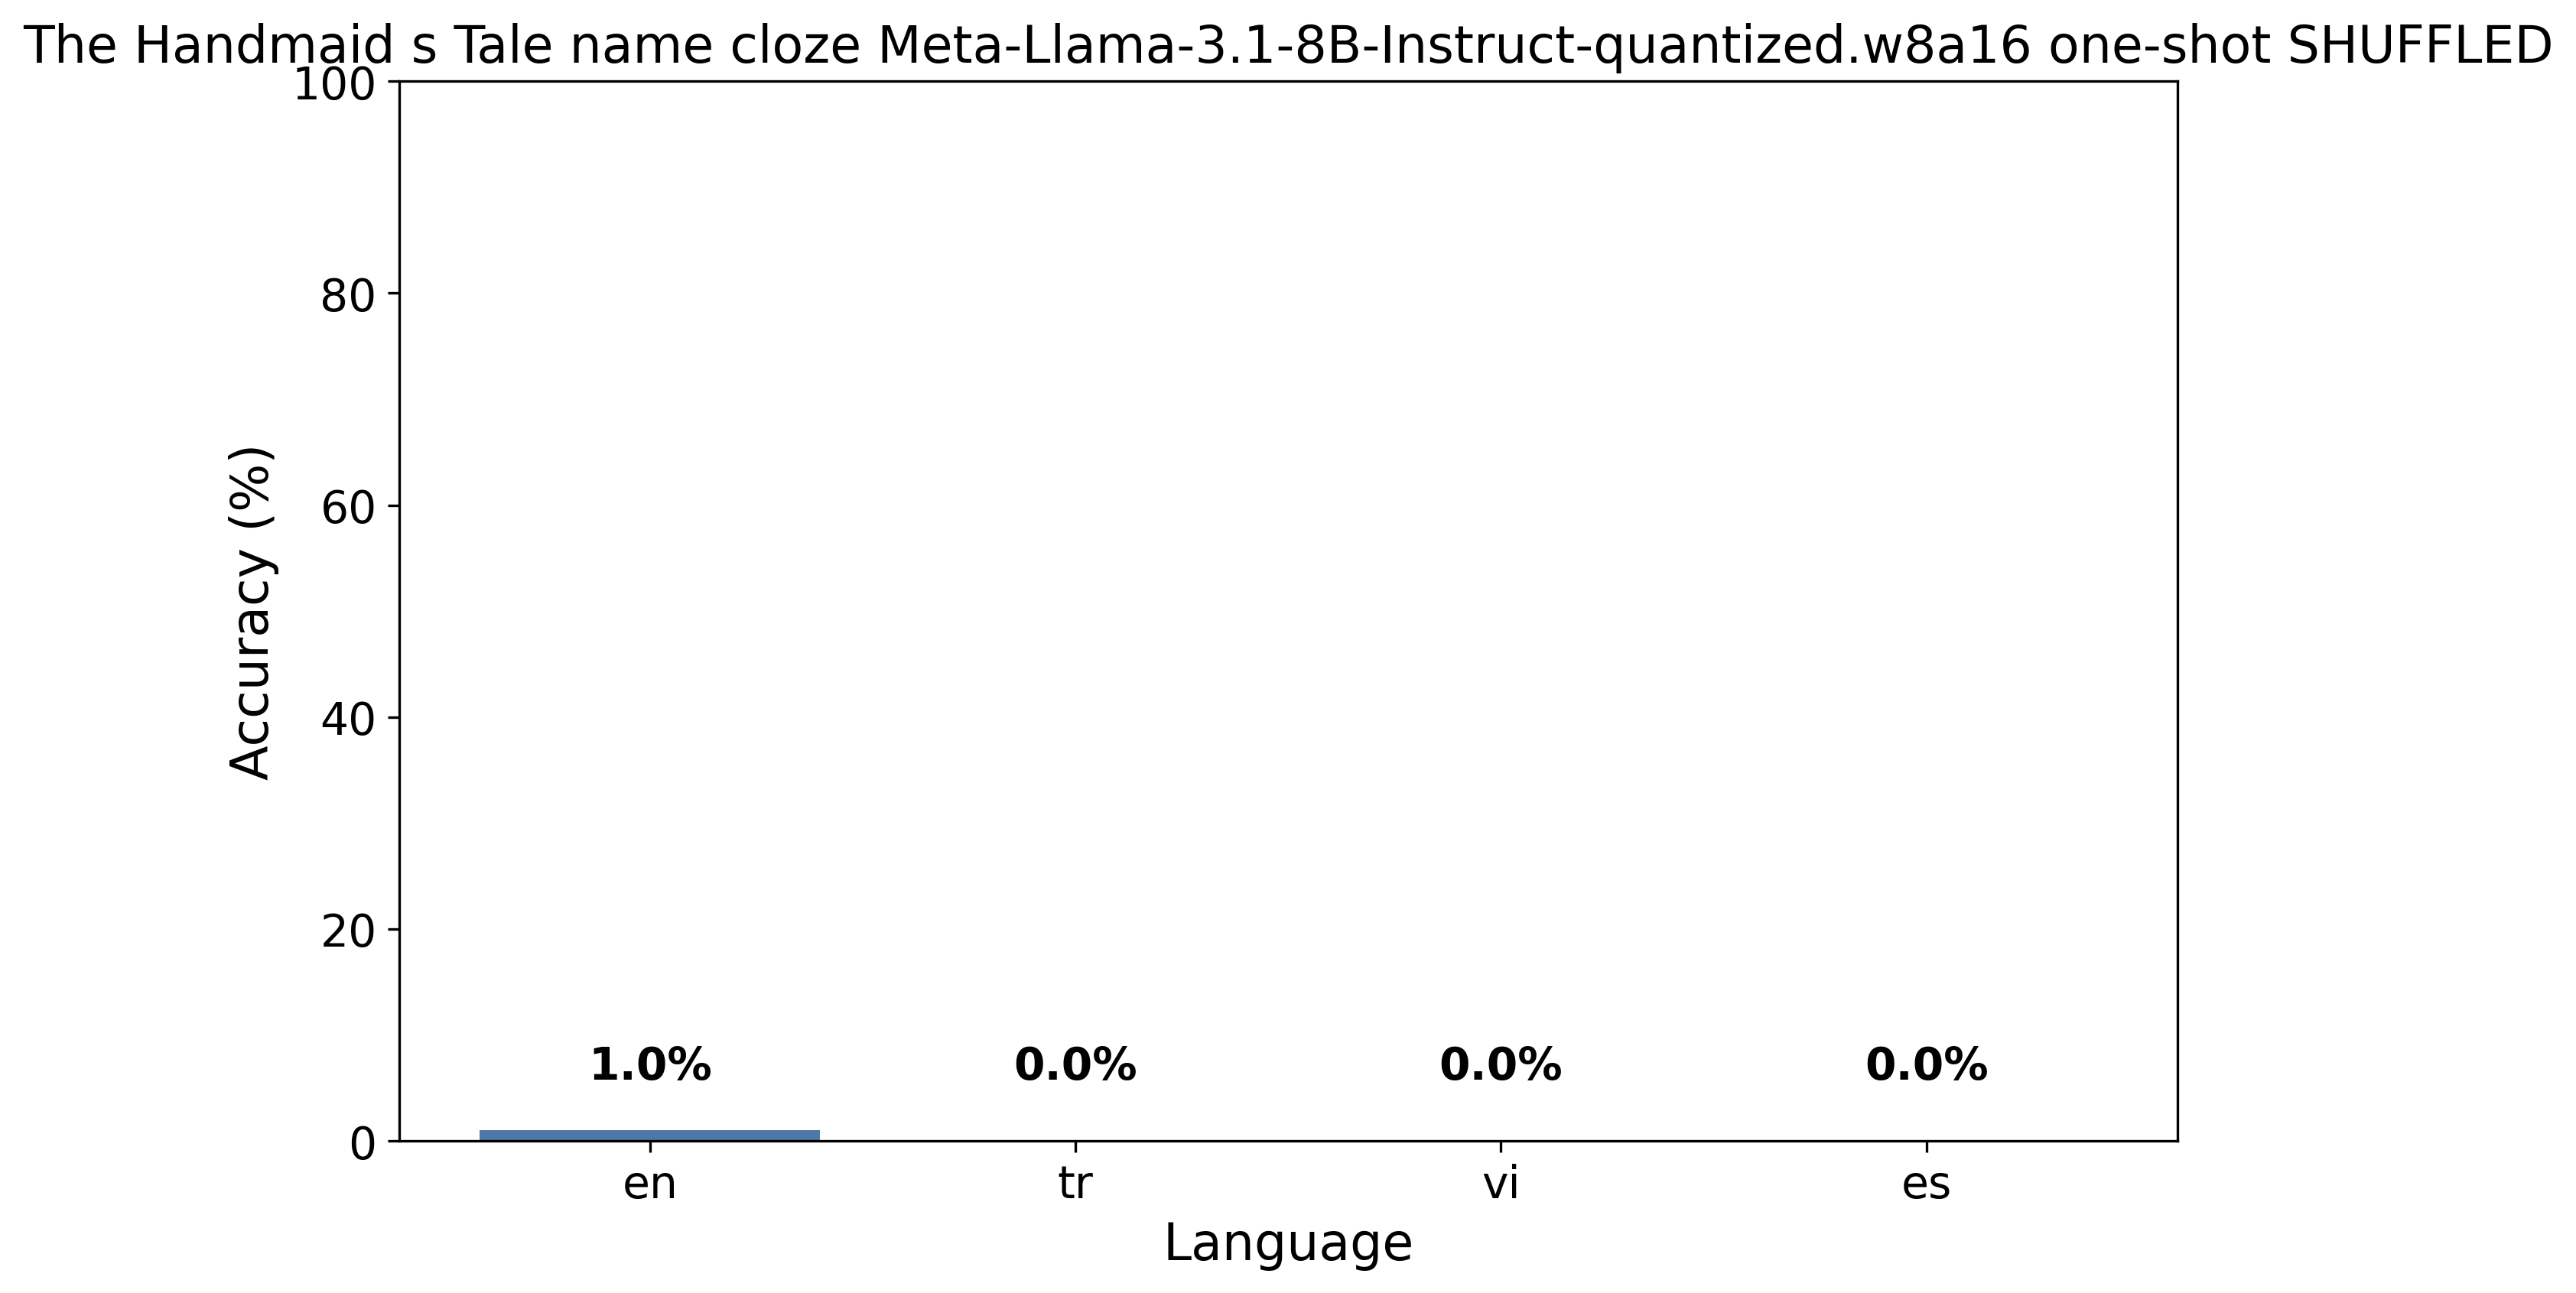 The Handmaid s Tale name cloze Meta-Llama-3.1-8B-Instruct-quantized.w8a16 one-shot SHUFFLED
100
80
60
40
20
0
Accuracy (%)
1.0% 0.0% 0.0% 0.0%
en tr vi es
Language